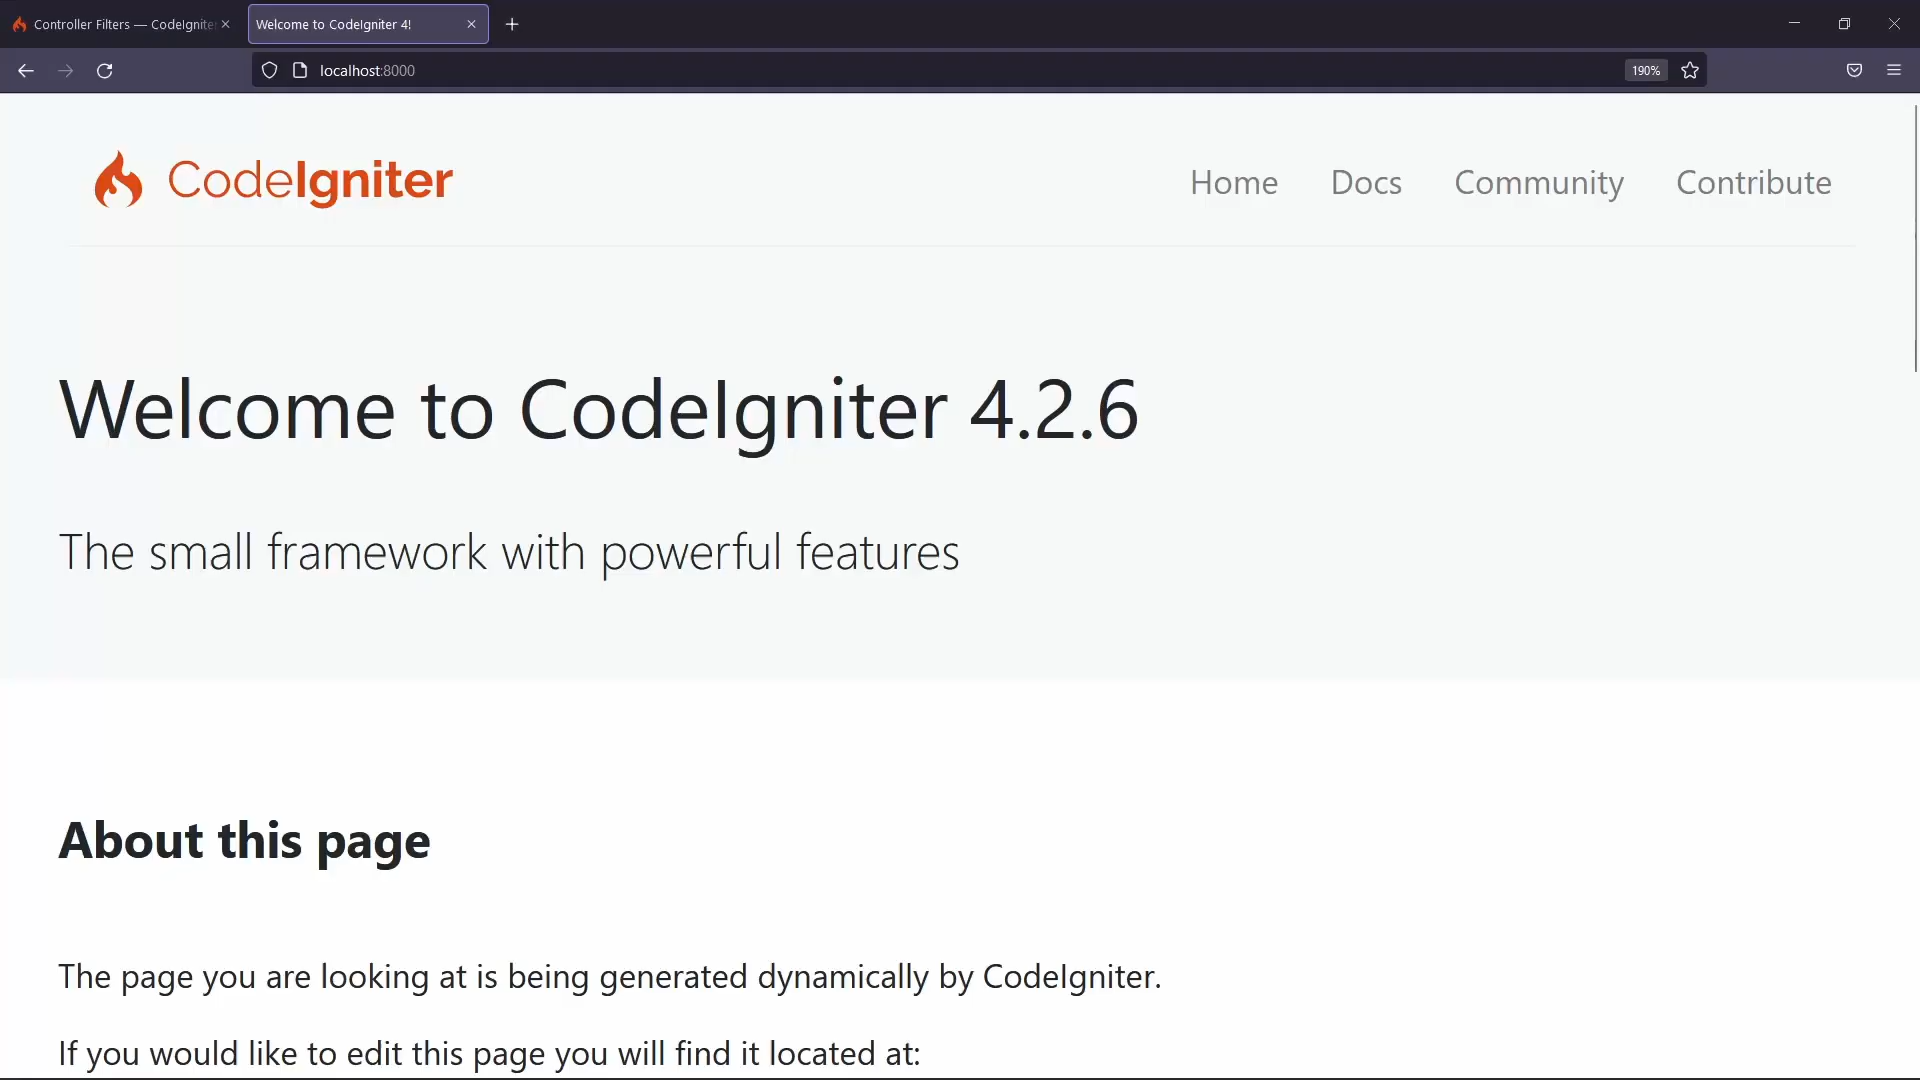 Controller Filters — CodeIgniter
Welcome to CodeIgniter 4!
localhost:8000
190%
CodeIgniter
Home
Docs
Community
Contribute
Welcome to CodeIgniter 4.2.6
The small framework with powerful features
About this page
The page you are looking at is being generated dynamically by CodeIgniter.
If you would like to edit this page you will find it located at: